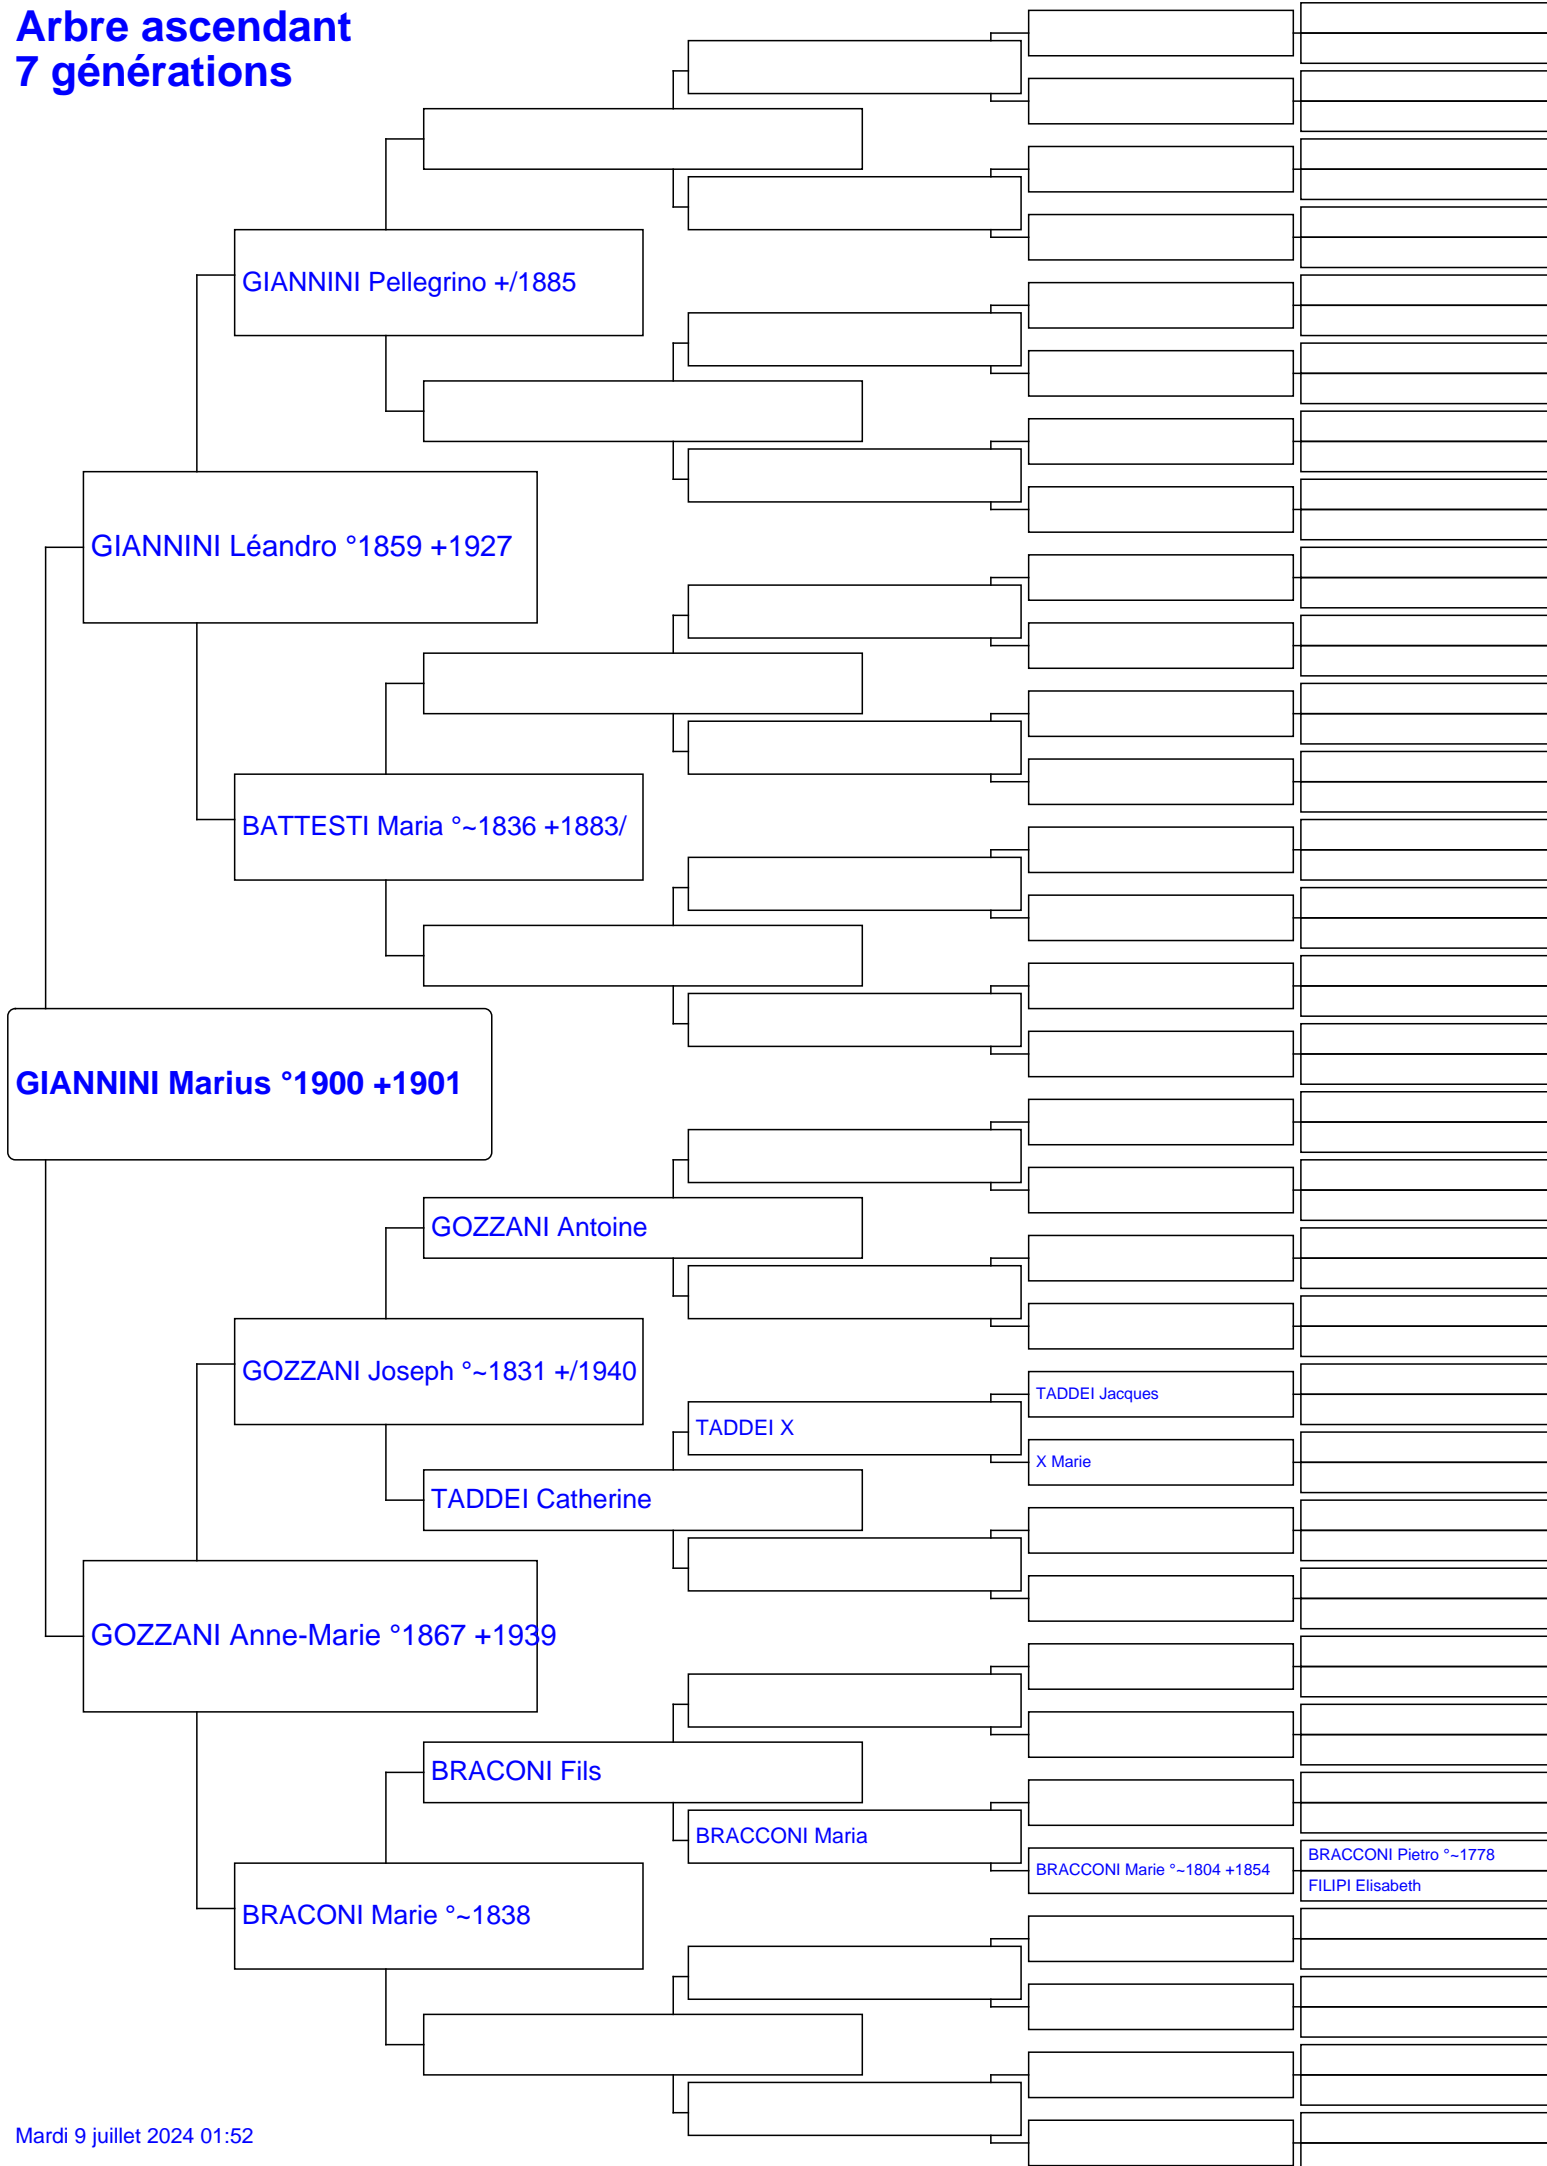 Arbre ascendant
7 générations
GIANNINI Pellegrino +/1885
GIANNINI Léandro °1859 +1927
BATTESTI Maria °~1836 +1883/
GIANNINI Marius °1900 +1901
GOZZANI Antoine
GOZZANI Joseph °~1831 +/1940
TADDEI Jacques
TADDEI X
X Marie
TADDEI Catherine
GOZZANI Anne-Marie °1867 +1939
BRACONI Fils
BRACCONI Maria
BRACCONI Pietro °~1778
BRACCONI Marie °~1804 +1854
FILIPI Elisabeth
BRACONI Marie °~1838
Mardi 9 juillet 2024 01:52